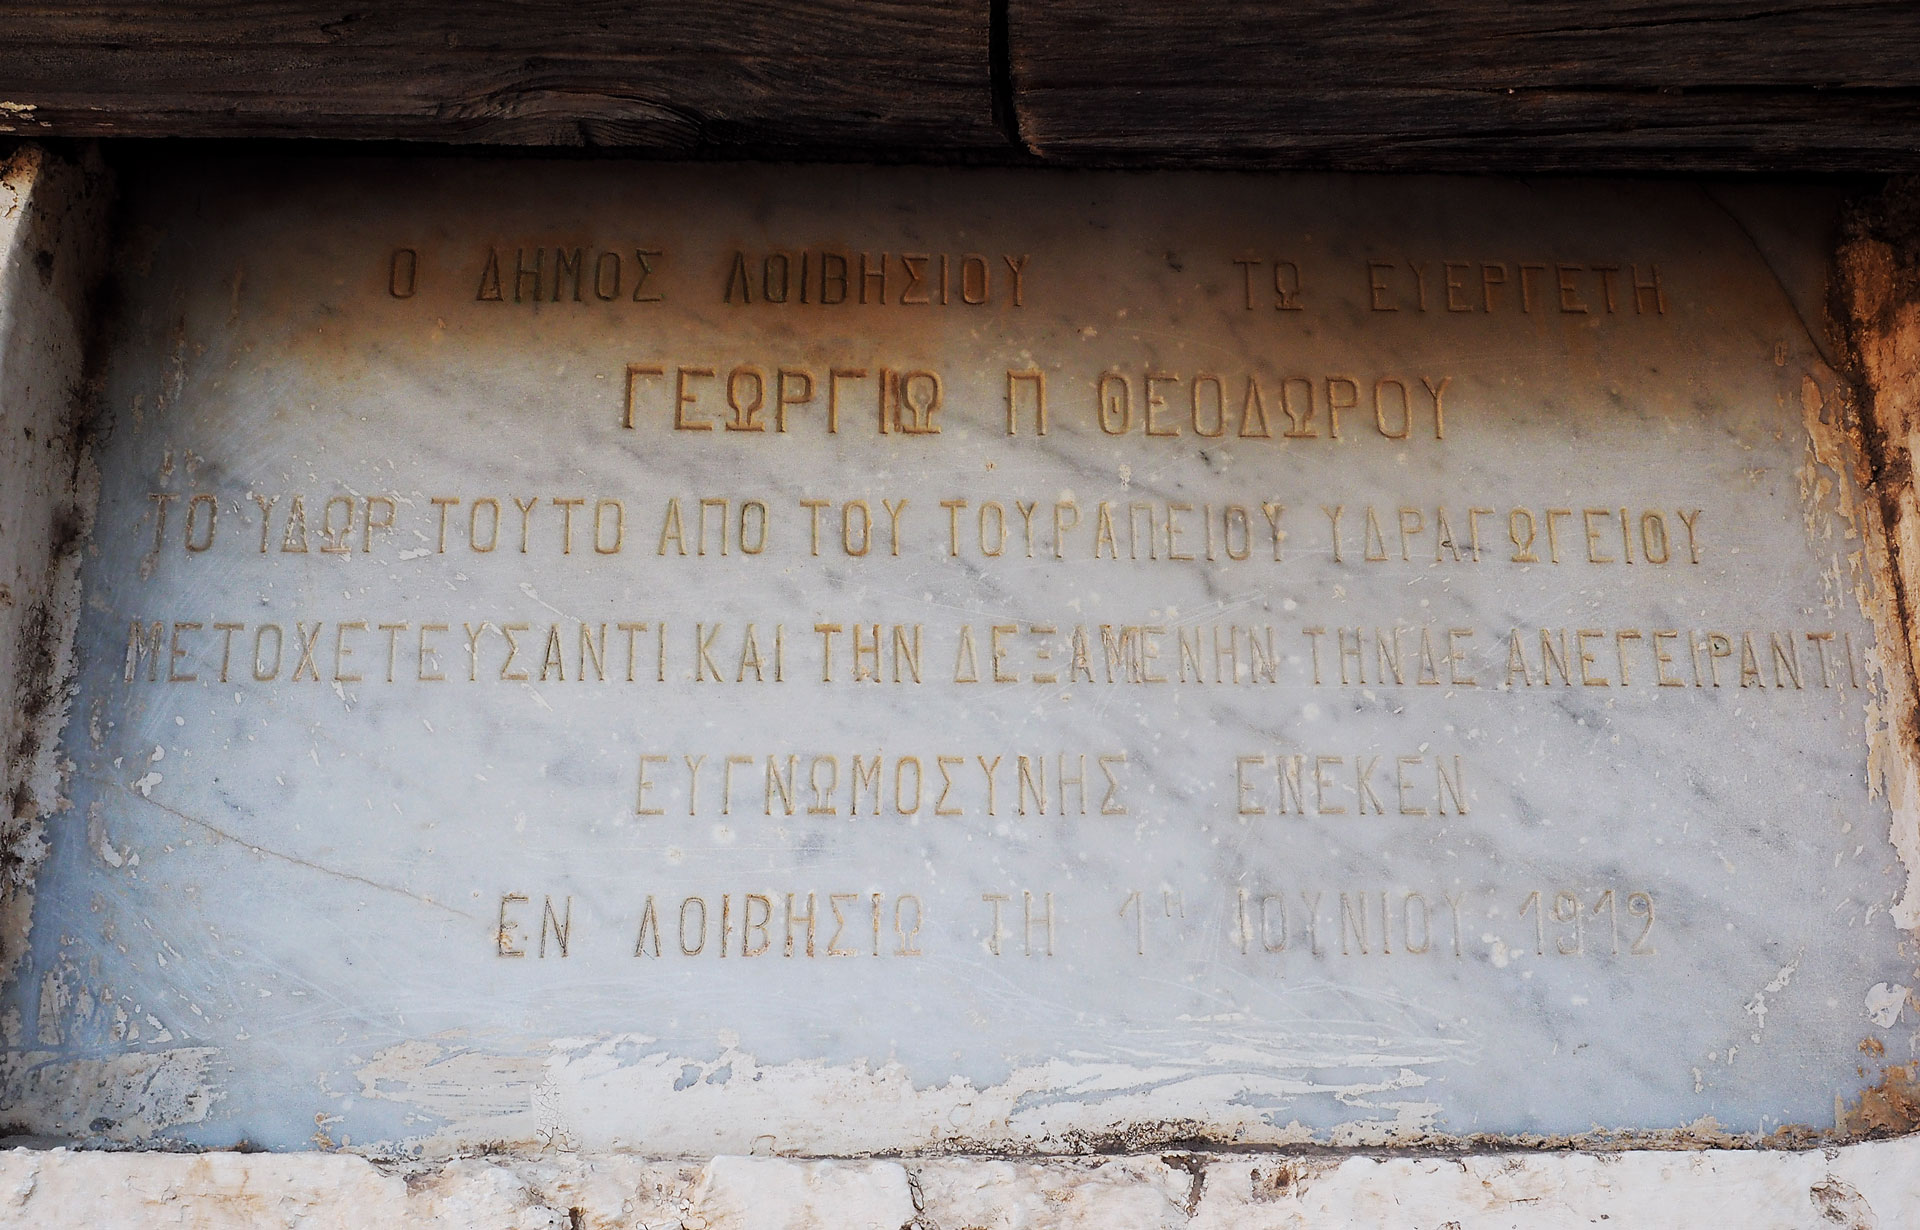 Ο ΔΗΜΟΣ ΛΟΙΒΗΣΙΟΥ ΤΩ ΕΥΕΡΓΕΤΗ
ΓΕΩΡΓΙΩ Π ΘΕΟΔΩΡΟΥ
ΤΟ ΥΔΩΡ ΤΟΥΤΟ ΑΠΟ ΤΟΥ ΤΟΥΡΑΠΕΙΟΥ ΥΔΡΑΓΩΓΕΙΟΥ
ΜΕΤΟΧΕΤΕΥΣΑΝΤΙ ΚΑΙ ΤΗΝ ΔΕΞΑΜΕΝΗΝ ΤΗΝΔΕ ΑΝΕΓΕΙΡΑΝΤΙ
ΕΥΓΝΩΜΟΣΥΝΗΣ ΕΝΕΚΕΝ
ΕΝ ΛΟΙΒΗΣΙΩ ΤΗ 1Η ΙΟΥΝΙΟΥ 1912